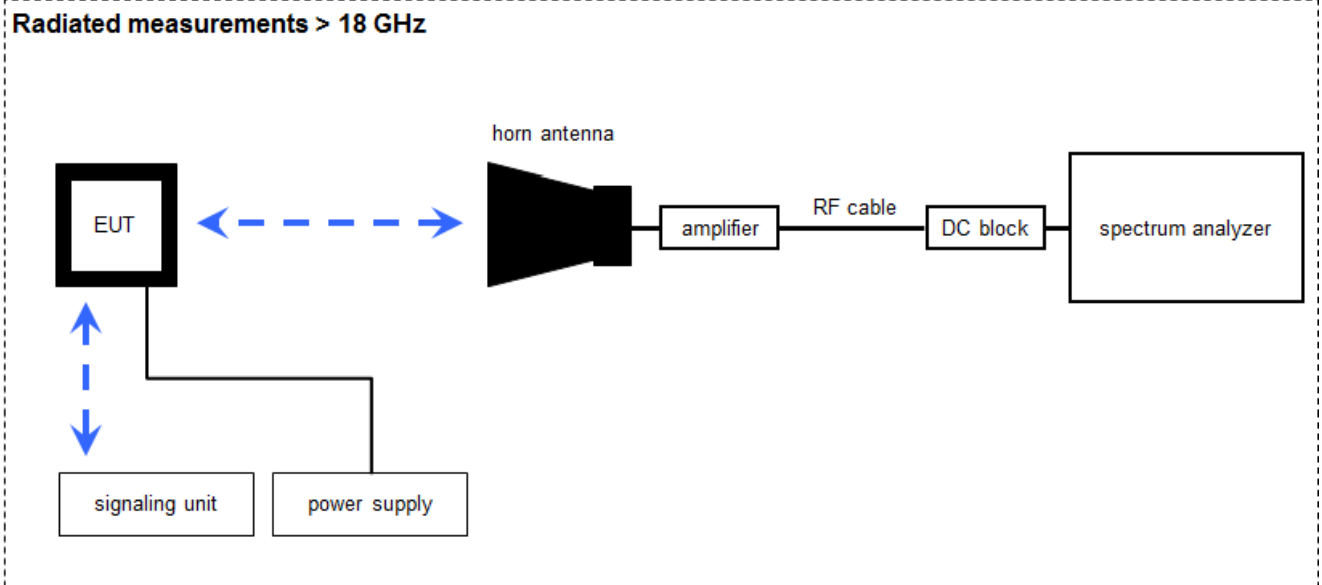 Radiated measurements > 18 GHz
horn antenna
EUT
amplifier
RF cable
DC block
spectrum analyzer
signaling unit
power supply